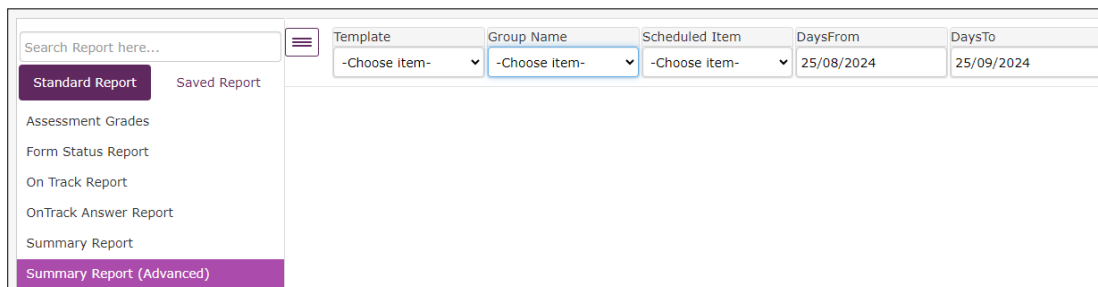 Search Report here...
Standard Report Saved Report
Assessment Grades
Form Status Report
On Track Report
OnTrack Answer Report
Summary Report
Summary Report (Advanced)
Template Group Name Scheduled Item DaysFrom DaysTo
-Choose item- -Choose item- -Choose item- 25/08/2024 25/09/2024